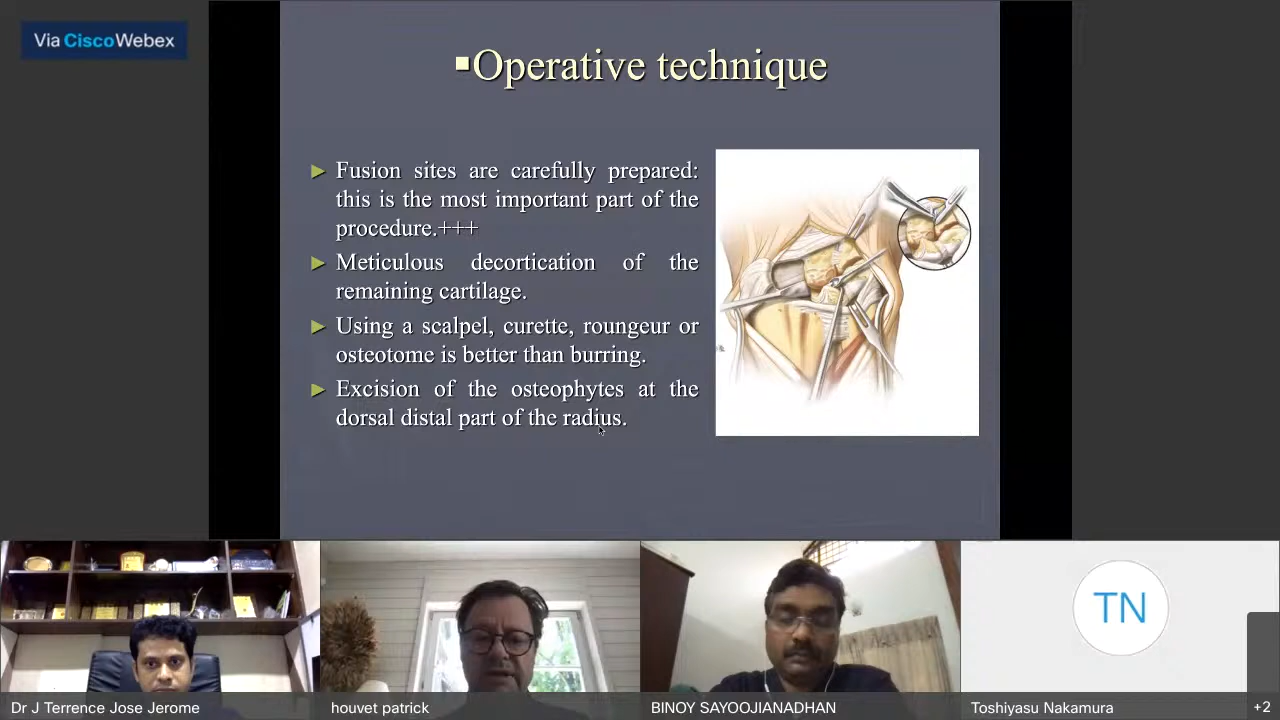 Via Cisco Webex
▪Operative technique
► Fusion sites are carefully prepared:
this is the most important part of the
procedure.+++
► Meticulous decortication of the
remaining cartilage.
► Using a scalpel, curette, roungeur or
osteotome is better than burring.
► Excision of the osteophytes at the
dorsal distal part of the radius.
TN
Dr J Terrence Jose Jerome
houvet patrick
BINOY SAYOOJIANADHAN
Toshiyasu Nakamura
+2